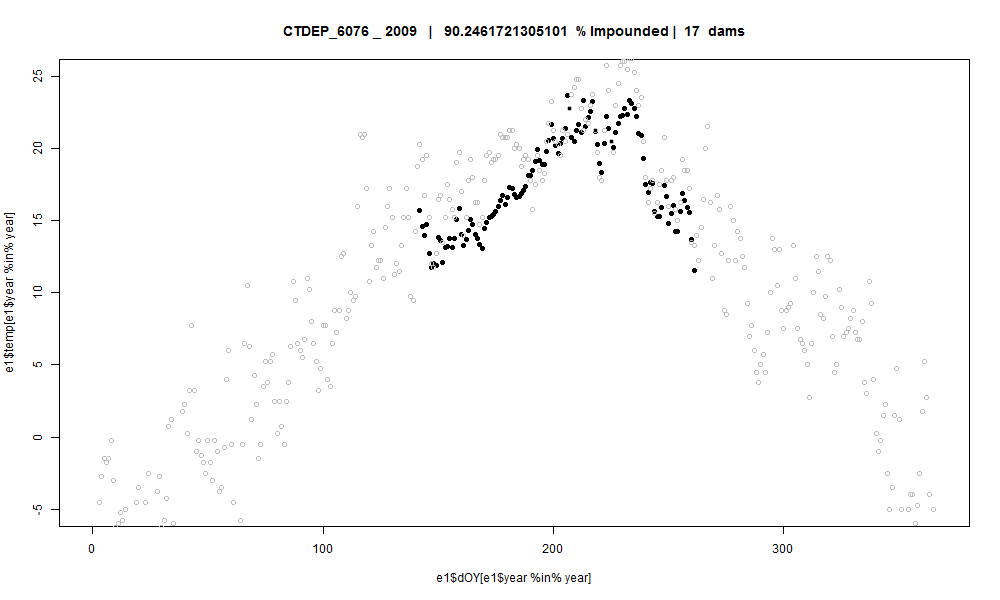 CTDEP_6076 _ 2009 | 90.2461721305101 % Impounded | 17 dams
25
20
15
10
5
0
-5
e1$temp[e1$year %in% year]
0 100 200 300
e1$dOY[e1$year %in% year]